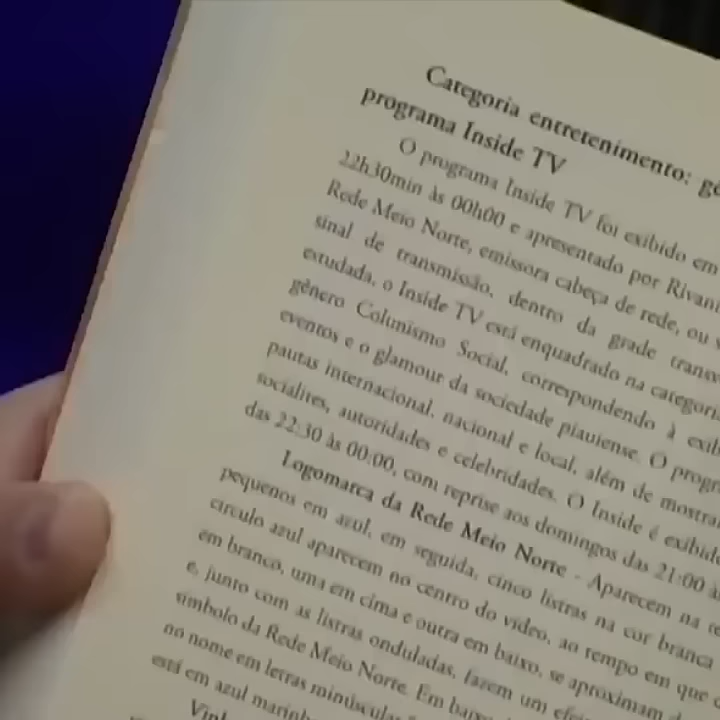 Categoria entretenimento: gê
programa Inside TV
O programa Inside TV foi exibido em
22h30min às 00h00 e apresentado por Rivani
Rede Meio Norte, emissora cabeça de rede, ou s
sinal de transmissão, dentro da grade transm
estudada, o Inside TV está enquadrado na categoria
gênero Colunismo Social, correspondendo à exib
eventos e o glamour da sociedade piauiense. O progr
pautas internacional, nacional e local, além de mostrar
socialites, autoridades e celebridades. O Inside é exibido
das 22:30 às 00:00, com reprise aos domingos das 21:00 às
Logomarca da Rede Meio Norte - Aparecem na te
pequenos em azul, em seguida, cinco listras na cor branca
círculo azul aparecem no centro do vídeo, ao tempo em que
em branco, uma em cima e outra em baixo, se aproximam
e, junto com as listras onduladas, fazem um efei
símbolo da Rede Meio Norte. Em baixo
no nome em letras minúsculas
está em azul marinh
Vinh